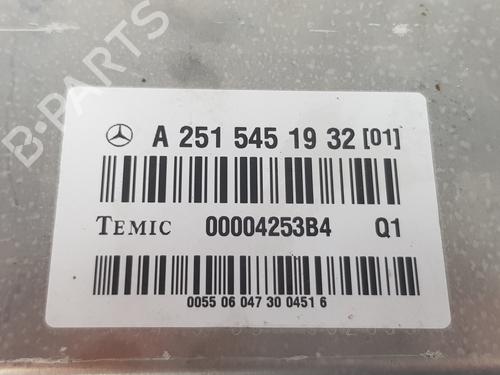 B-PARTS
A 251 545 19 32 [01]
TEMIC 00004253B4 Q1
0055 06 047 30 0451 6